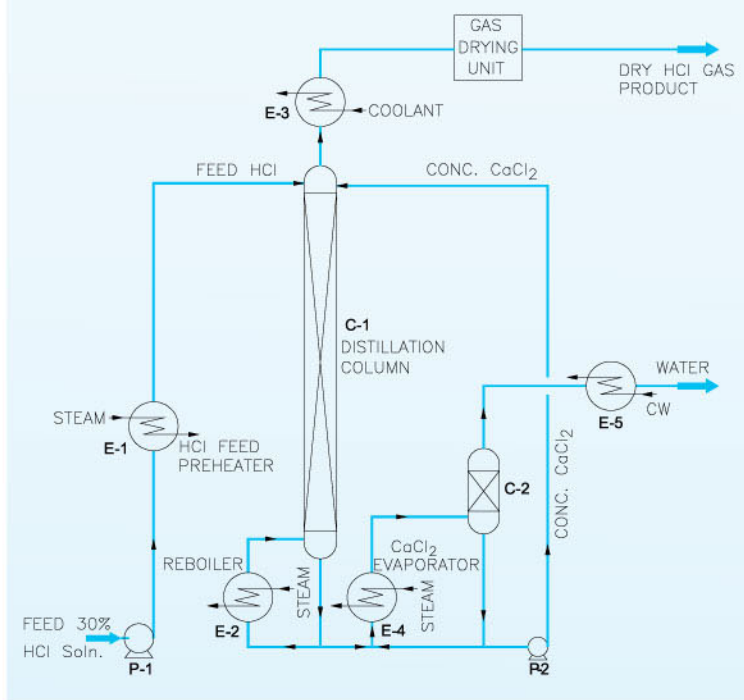 GAS
DRYING
UNIT
DRY HCl GAS
PRODUCT
E-3
COOLANT
FEED HCl
CONC. CaCl₂
C-1
DISTILLATION
COLUMN
WATER
CW
E-5
STEAM
E-1
HCl FEED
PREHEATER
C-2
CONC. CaCl₂
REBOILER
CaCl₂
EVAPORATOR
STEAM
STEAM
E-2
E-4
FEED 30%
HCl Soln.
P-1
P-2